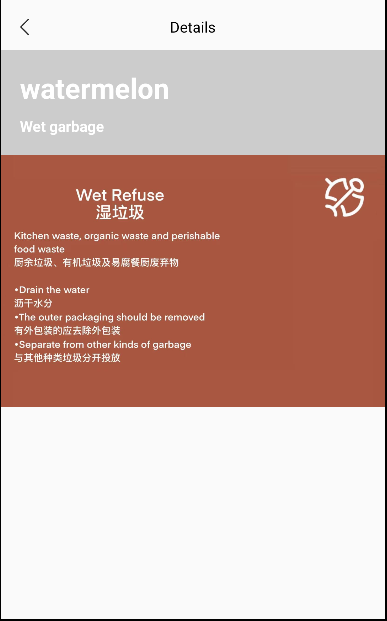 Details
watermelon
Wet garbage
Wet Refuse
湿垃圾
Kitchen waste, organic waste and perishable
food waste
厨余垃圾、有机垃圾及易腐餐厨废弃物
•Drain the water
沥干水分
•The outer packaging should be removed
有外包装的应去除外包装
•Separate from other kinds of garbage
与其他种类垃圾分开投放